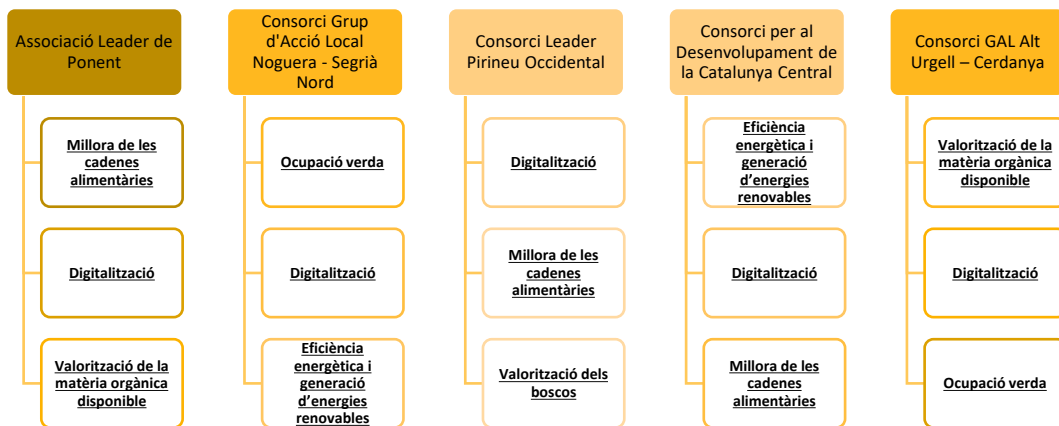 Associació Leader de
Ponent
Millora de les
cadenes
alimentàries
Digitalització
Valorització de la
matèria orgànica
disponible
Consorci Grup
d'Acció Local
Noguera - Segrià
Nord
Ocupació verda
Digitalització
Eficiència
energètica i
generació
d’energies
renovables
Consorci Leader
Pirineu Occidental
Digitalització
Millora de les
cadenes
alimentàries
Valorització dels
boscos
Consorci per al
Desenvolupament de
la Catalunya Central
Eficiència
energètica i
generació
d’energies
renovables
Digitalització
Millora de les
cadenes
alimentàries
Consorci GAL Alt
Urgell – Cerdanya
Valorització de la
matèria orgànica
disponible
Digitalització
Ocupació verda